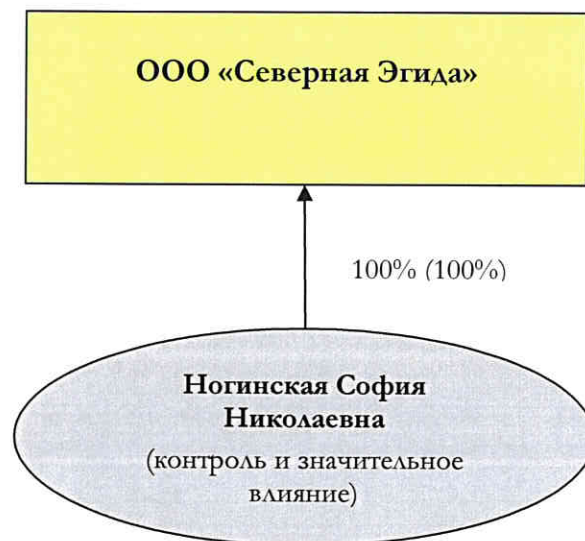 ООО «Северная Эгида»
100% (100%)
Ногинская София
Николаевна
(контроль и значительное
влияние)